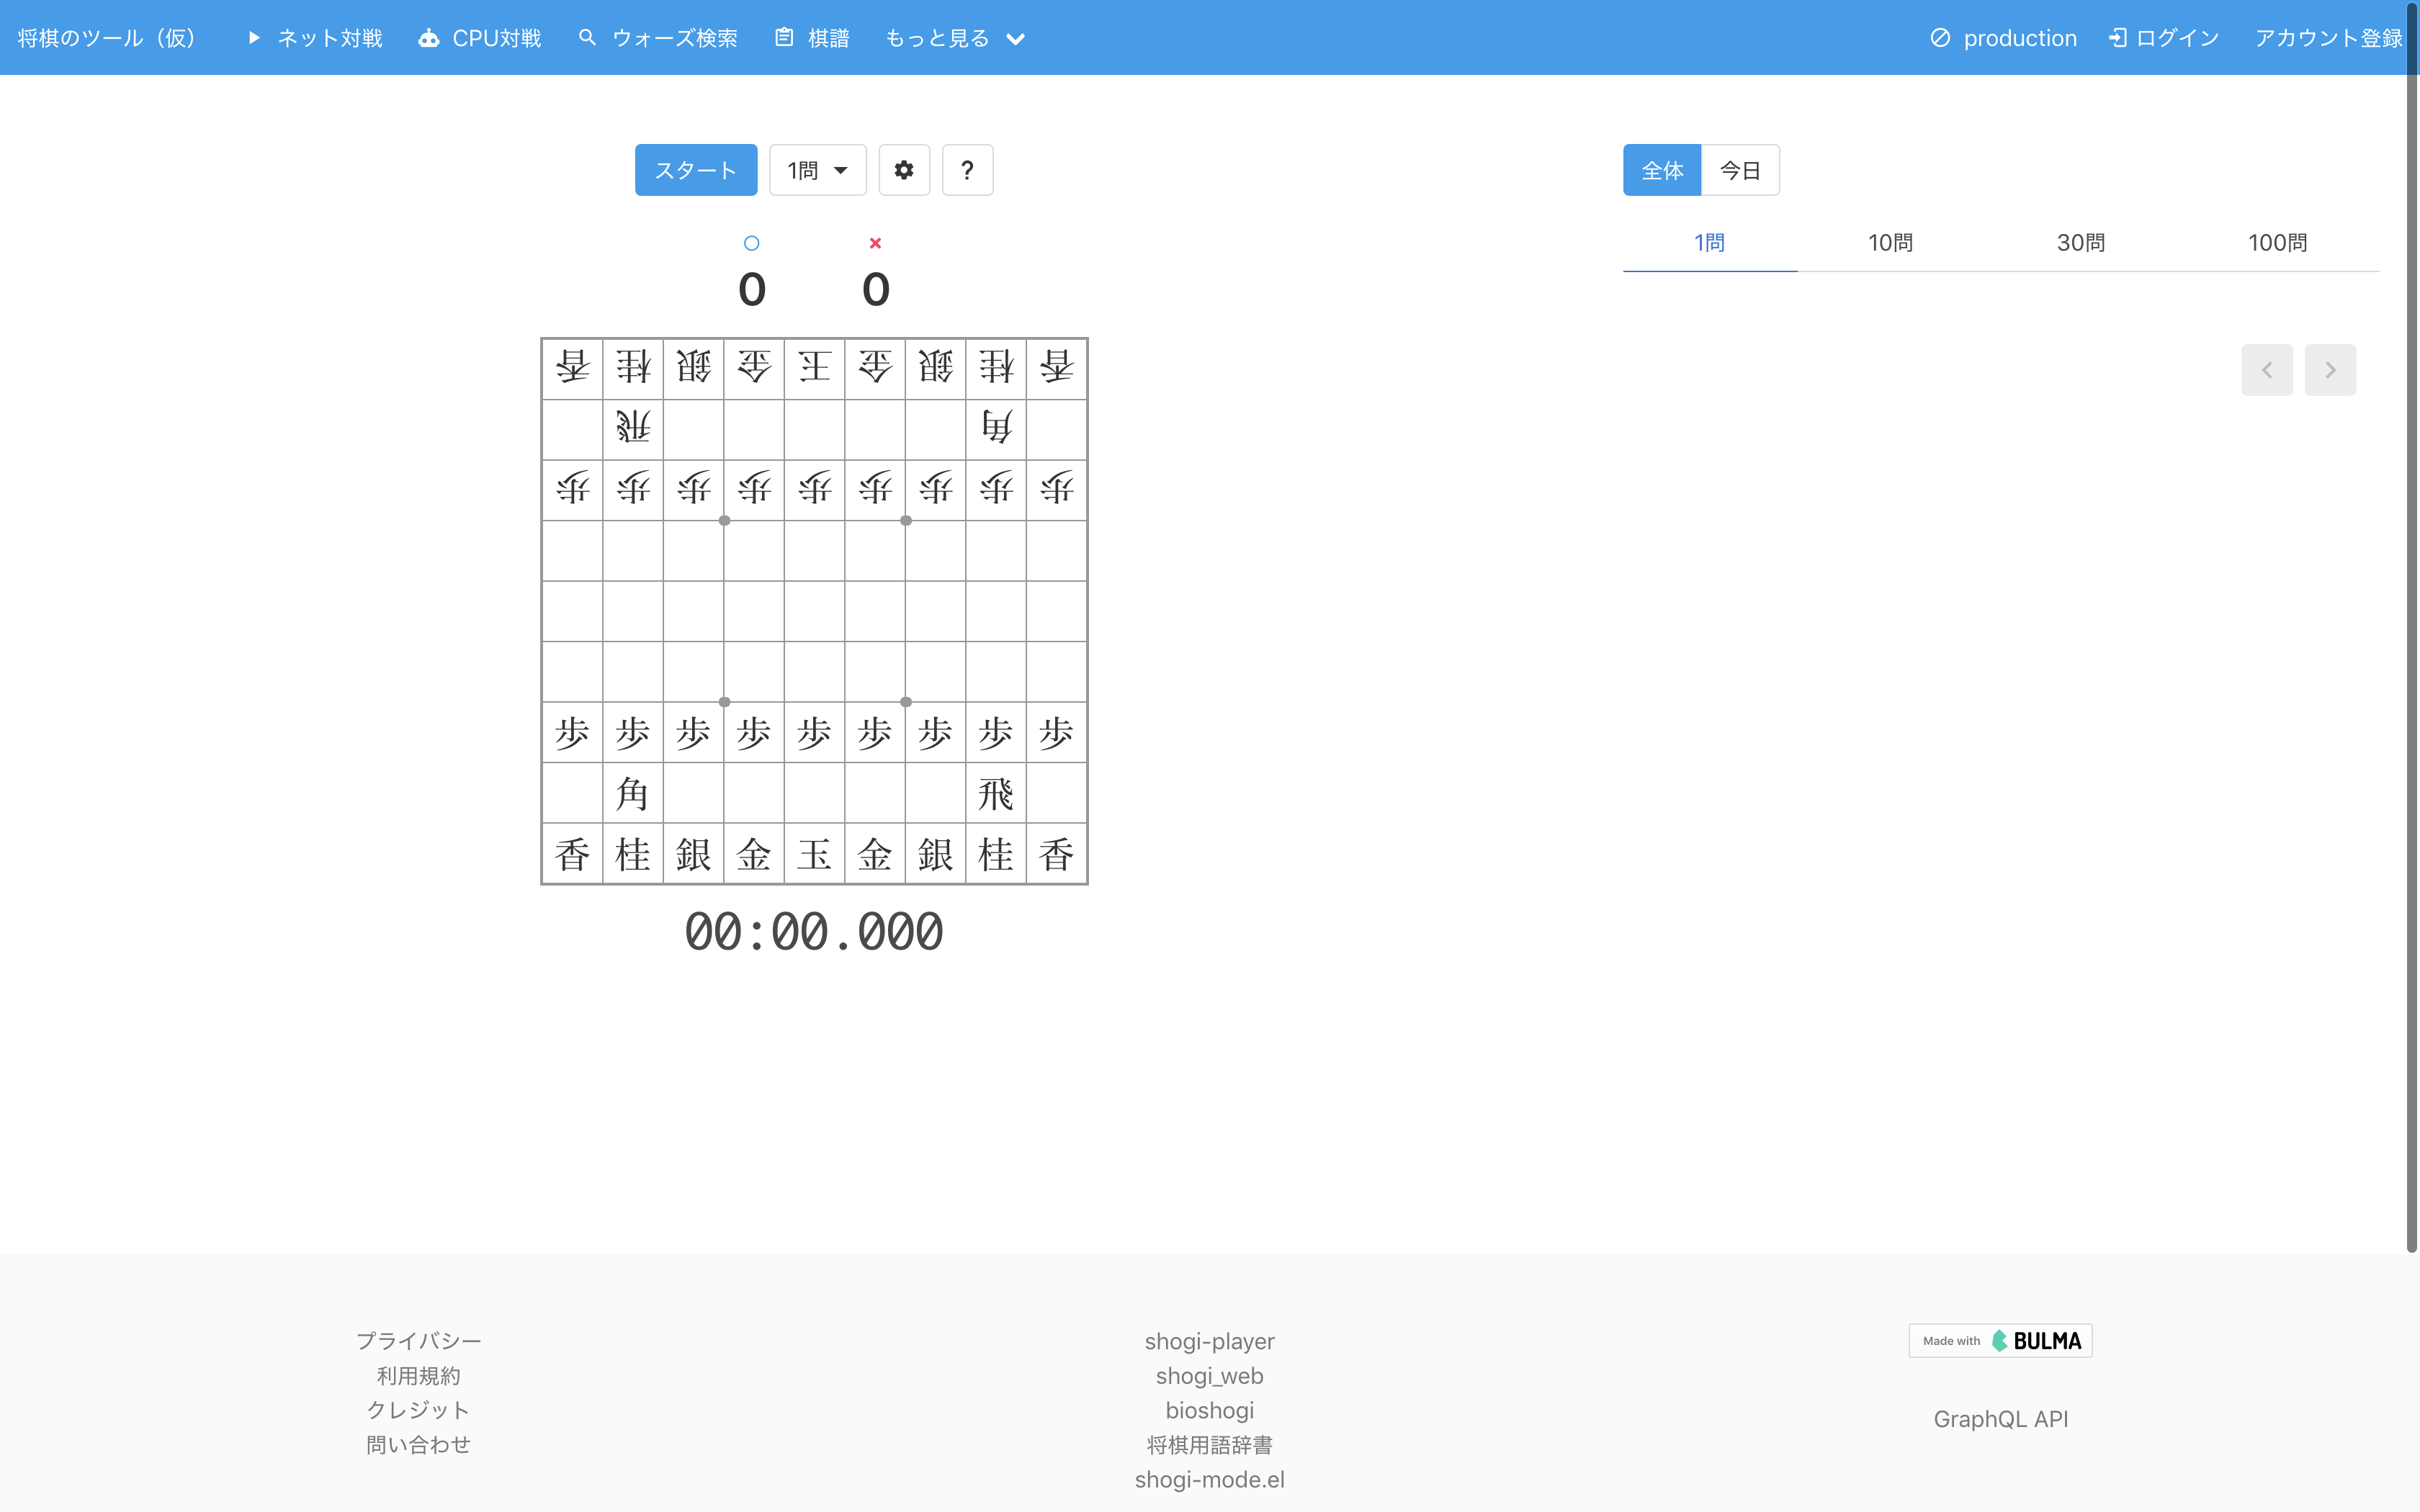 将棋のツール（仮） ネット対戦 CPU対戦 ウォーズ検索 棋譜 もっと見る production ログイン アカウント登録
スタート 1問 ?
全体 今日
1問 10問 30問 100問
0 0
香 桂 銀 金 王 金 銀 桂 香
飛 角
歩 歩 歩 歩 歩 歩 歩 歩 歩
歩 歩 歩 歩 歩 歩 歩 歩 歩
角 飛
香 桂 銀 金 玉 金 銀 桂 香
00:00.000
プライバシー
利用規約
クレジット
問い合わせ
shogi-player
shogi_web
bioshogi
将棋用語辞書
shogi-mode.el
Made with BULMA
GraphQL API